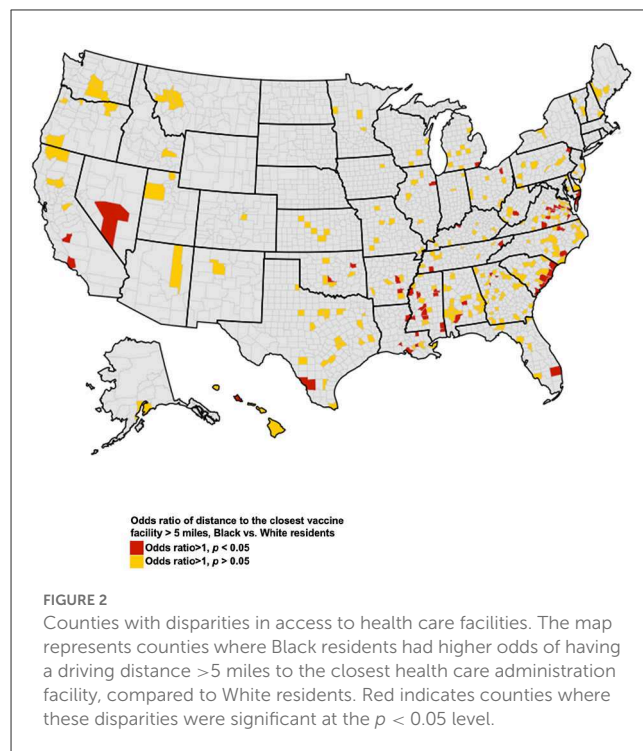 Odds ratio of distance to the closest vaccine
facility > 5 miles, Black vs. White residents
Odds ratio>1, p < 0.05
Odds ratio>1, p > 0.05
FIGURE 2
Counties with disparities in access to health care facilities. The map
represents counties where Black residents had higher odds of having
a driving distance >5 miles to the closest health care administration
facility, compared to White residents. Red indicates counties where
these disparities were significant at the p < 0.05 level.